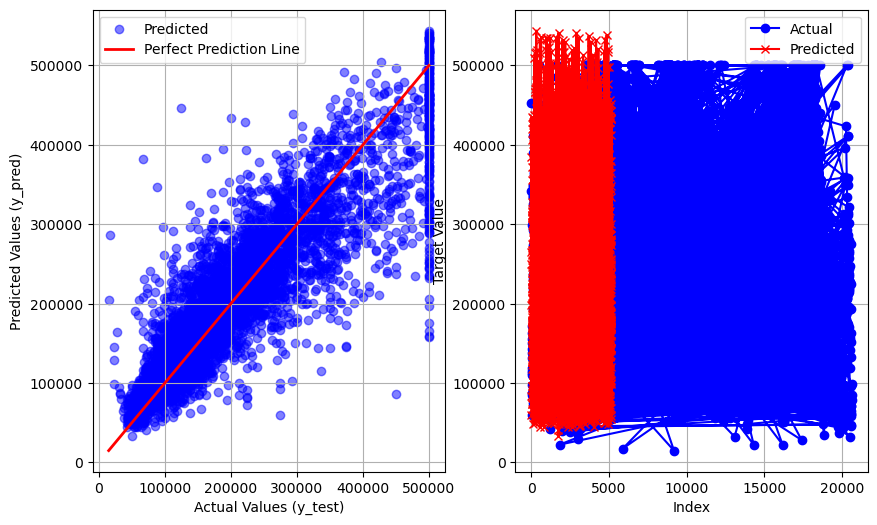 Predicted
Perfect Prediction Line
500000
400000
300000
200000
100000
0
Predicted Values (y_pred)
0 100000 200000 300000 400000 500000
Actual Values (y_test)
Actual
Predicted
500000
400000
300000
200000
100000
0
Target Value
0 5000 10000 15000 20000
Index